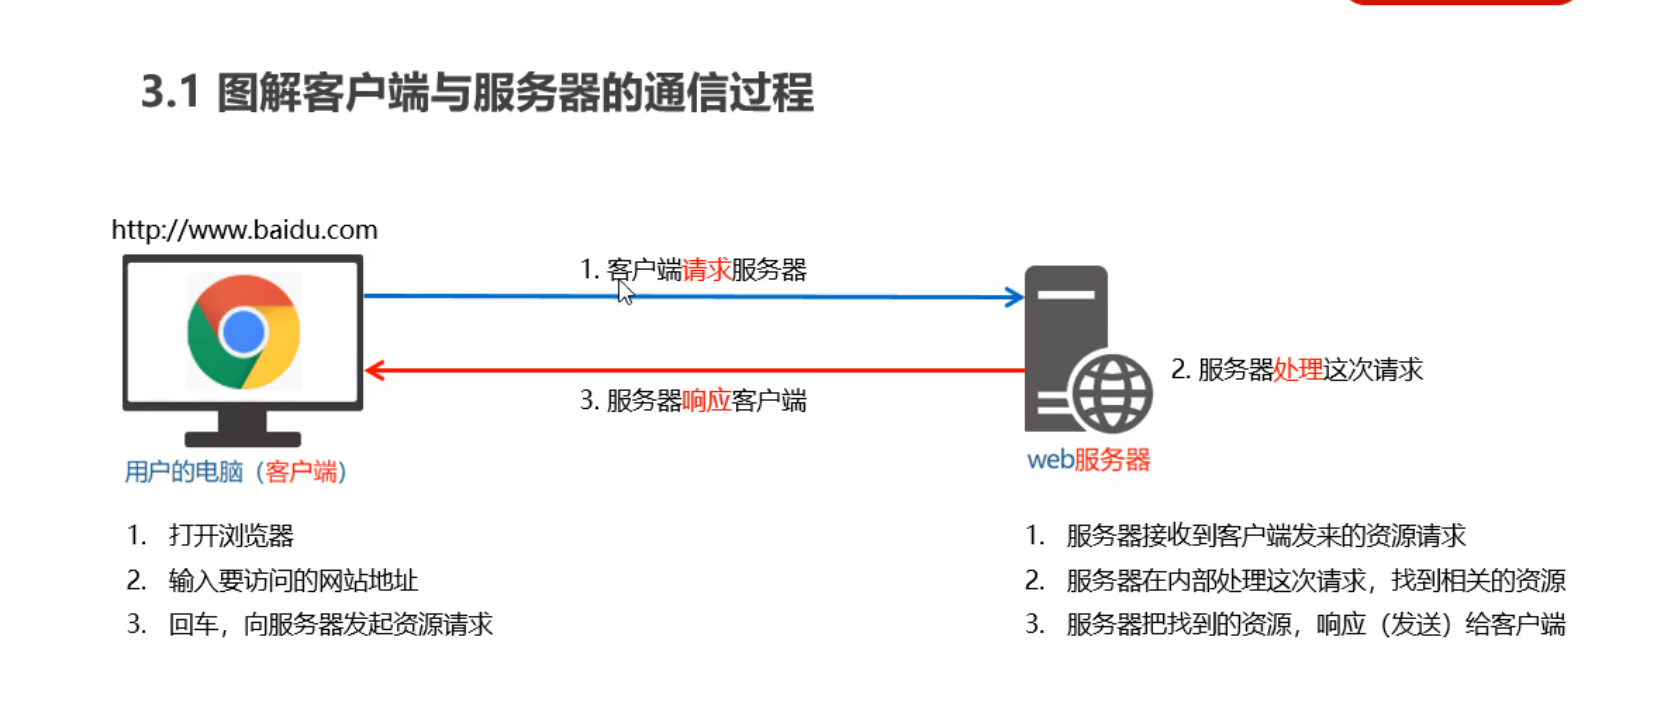 3.1 图解客户端与服务器的通信过程
http://www.baidu.com
1. 客户端请求服务器
2. 服务器处理这次请求
3. 服务器响应客户端
用户的电脑（客户端）
web服务器
1. 打开浏览器
2. 输入要访问的网站地址
3. 回车，向服务器发起资源请求
1. 服务器接收到客户端发来的资源请求
2. 服务器在内部处理这次请求，找到相关的资源
3. 服务器把找到的资源，响应（发送）给客户端